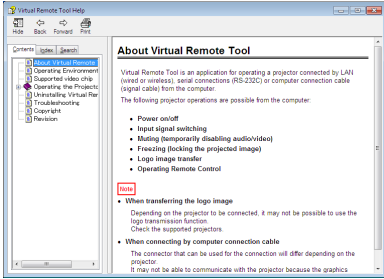 Virtual Remote Tool Help
Hide Back Forward Print
Contents Index Search
About Virtual Remote
Operating Environment
Supported video chip
Operating the Projecto
Uninstalling Virtual Rer
Troubleshooting
Copyright
Revision
About Virtual Remote Tool
Virtual Remote Tool is an application for operating a projector connected by LAN
(wired or wireless), serial connections (RS-232C) or computer connection cable
(signal cable) from the computer.
The following projector operations are possible from the computer:
• Power on/off
• Input signal switching
• Muting (temporarily disabling audio/video)
• Freezing (locking the projected image)
• Logo image transfer
• Operating Remote Control
Note
• When transferring the logo image
Depending on the projector to be connected, it may not be possible to use the
logo transmission function.
Check the supported projectors.
• When connecting by computer connection cable
The connector that can be used for the connection will differ depending on the
projector.
It may not be able to communicate with the projector because the graphics